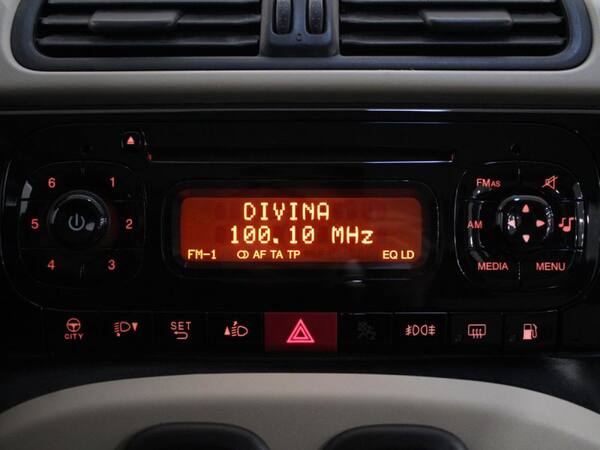 6 1
5 2
4 3
DIVINA
100.10 MHz
FM-1 AF TA TP EQ LD
FMAS
AM
MEDIA MENU
CITY
SET